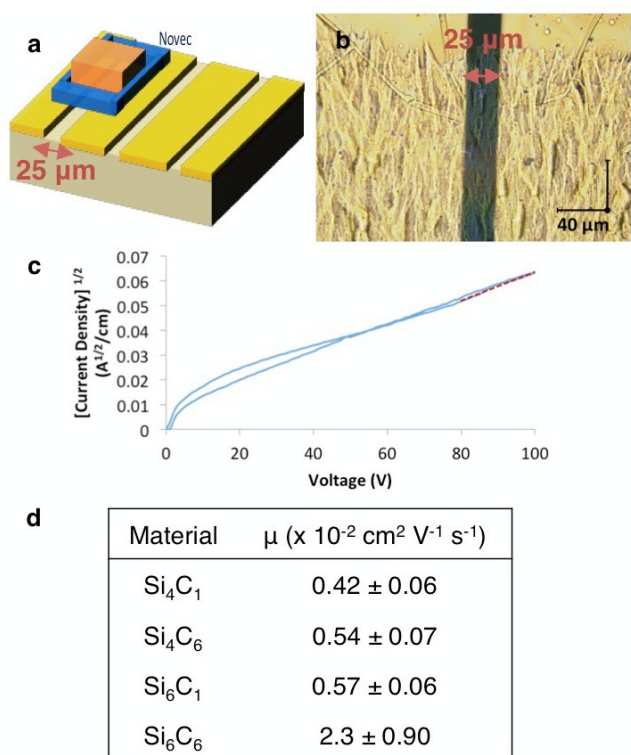 a
Novec
25 µm
b
25 µm
40 µm
c
[Current Density] 1/2
(A1/2/cm)
0.07
0.06
0.05
0.04
0.03
0.02
0.01
0
0 20 40 60 80 100
Voltage (V)
d
Material µ (x 10-2 cm2 V-1 s-1)
Si4C1 0.42 ± 0.06
Si4C6 0.54 ± 0.07
Si6C1 0.57 ± 0.06
Si6C6 2.3 ± 0.90